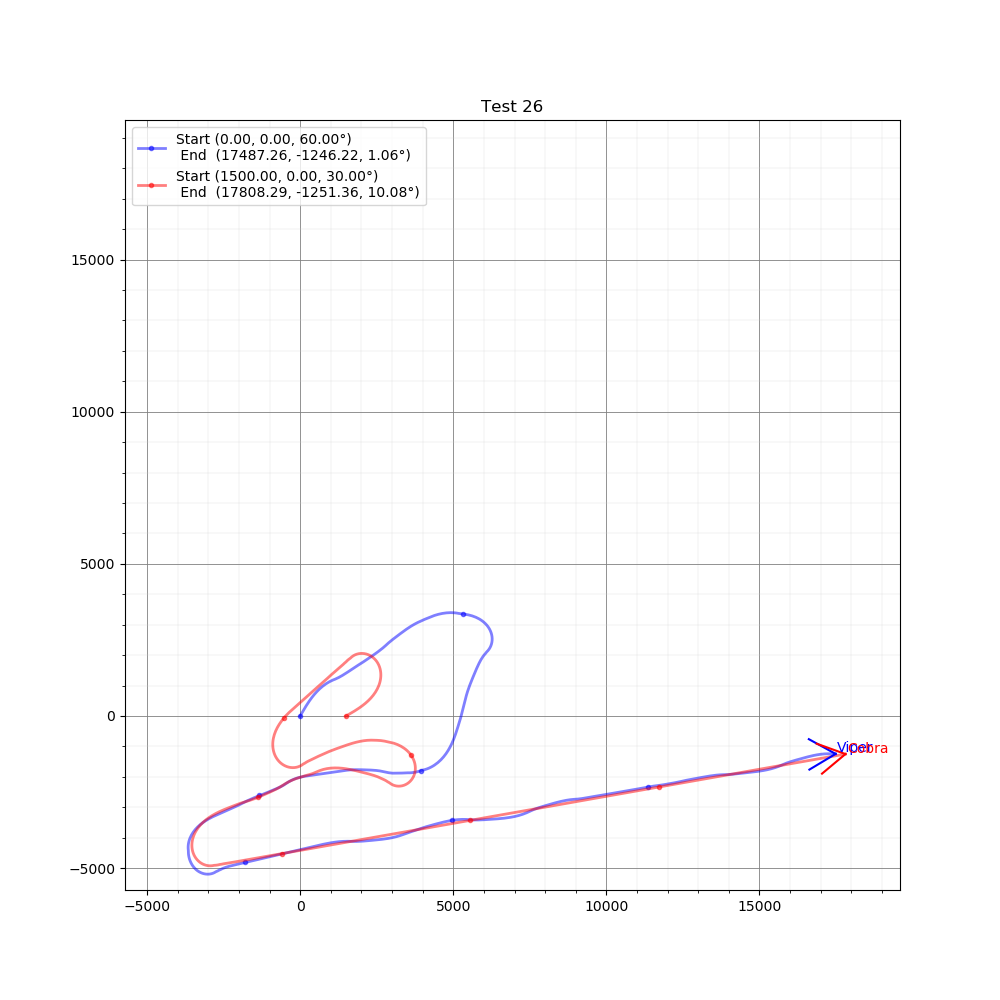 Test 26
Start (0.00, 0.00, 60.00°)
End (17487.26, -1246.22, 1.06°)
Start (1500.00, 0.00, 30.00°)
End (17808.29, -1251.36, 10.08°)
15000
10000
5000
0
−5000
Viper
Cobra
−5000
0
5000
10000
15000